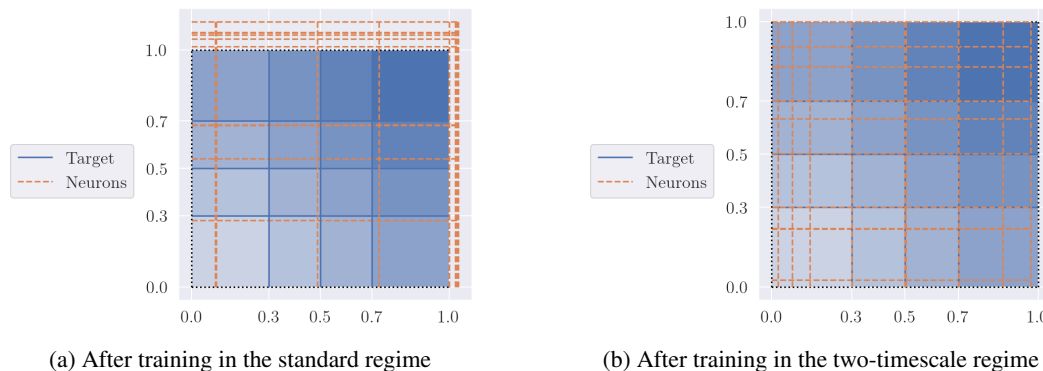 1.0
0.7
0.5
0.3
0.0
0.0 0.3 0.5 0.7 1.0
Target
Neurons
(a) After training in the standard regime
1.0
0.7
0.5
0.3
0.0
0.0 0.3 0.5 0.7 1.0
Target
Neurons
(b) After training in the two-timescale regime